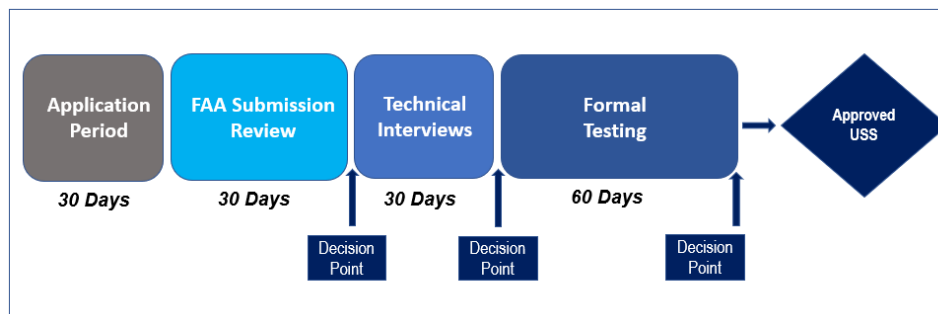 Application
Period
FAA Submission
Review
Technical
Interviews
Formal
Testing
Approved
USS
30 Days
30 Days
30 Days
60 Days
Decision
Point
Decision
Point
Decision
Point